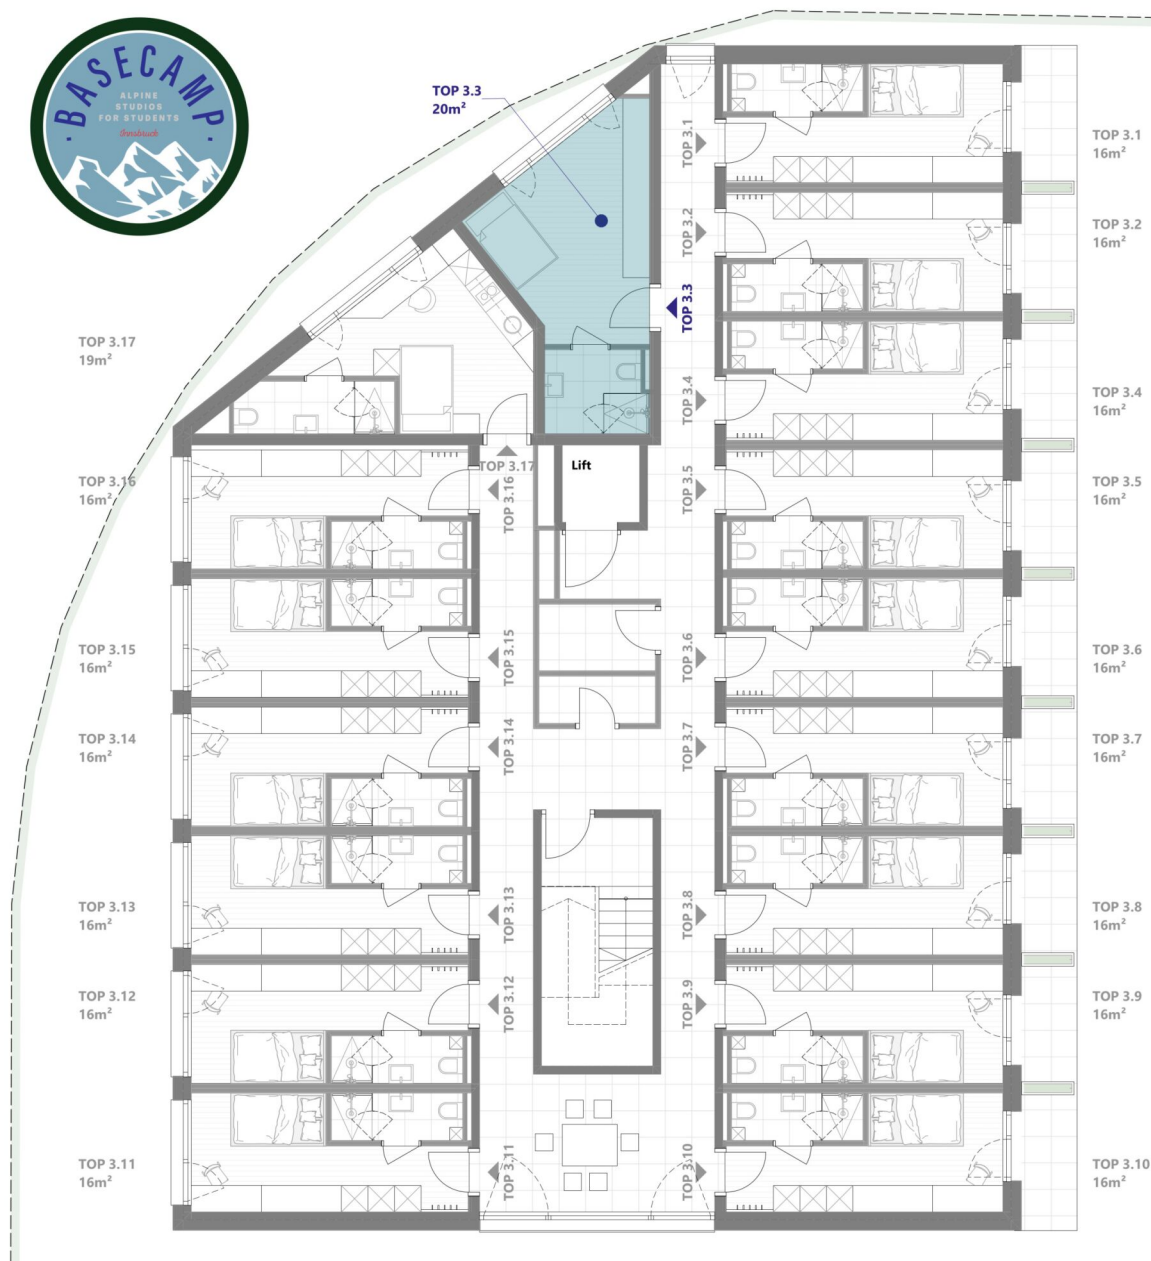 BASECAMP
ALPINE
STUDIOS
FOR STUDENTS
Innsbruck
TOP 3.3
20m²
TOP 3.1
TOP 3.1
16m²
TOP 3.2
TOP 3.2
16m²
TOP 3.3
TOP 3.17
19m²
TOP 3.4
TOP 3.4
16m²
TOP 3.17
Lift
TOP 3.16
16m²
TOP 3.16
TOP 3.5
TOP 3.5
16m²
TOP 3.15
16m²
TOP 3.15
TOP 3.6
TOP 3.6
16m²
TOP 3.14
16m²
TOP 3.14
TOP 3.7
TOP 3.7
16m²
TOP 3.13
16m²
TOP 3.13
TOP 3.8
TOP 3.8
16m²
TOP 3.12
16m²
TOP 3.12
TOP 3.9
TOP 3.9
16m²
TOP 3.11
16m²
TOP 3.11
TOP 3.10
TOP 3.10
16m²